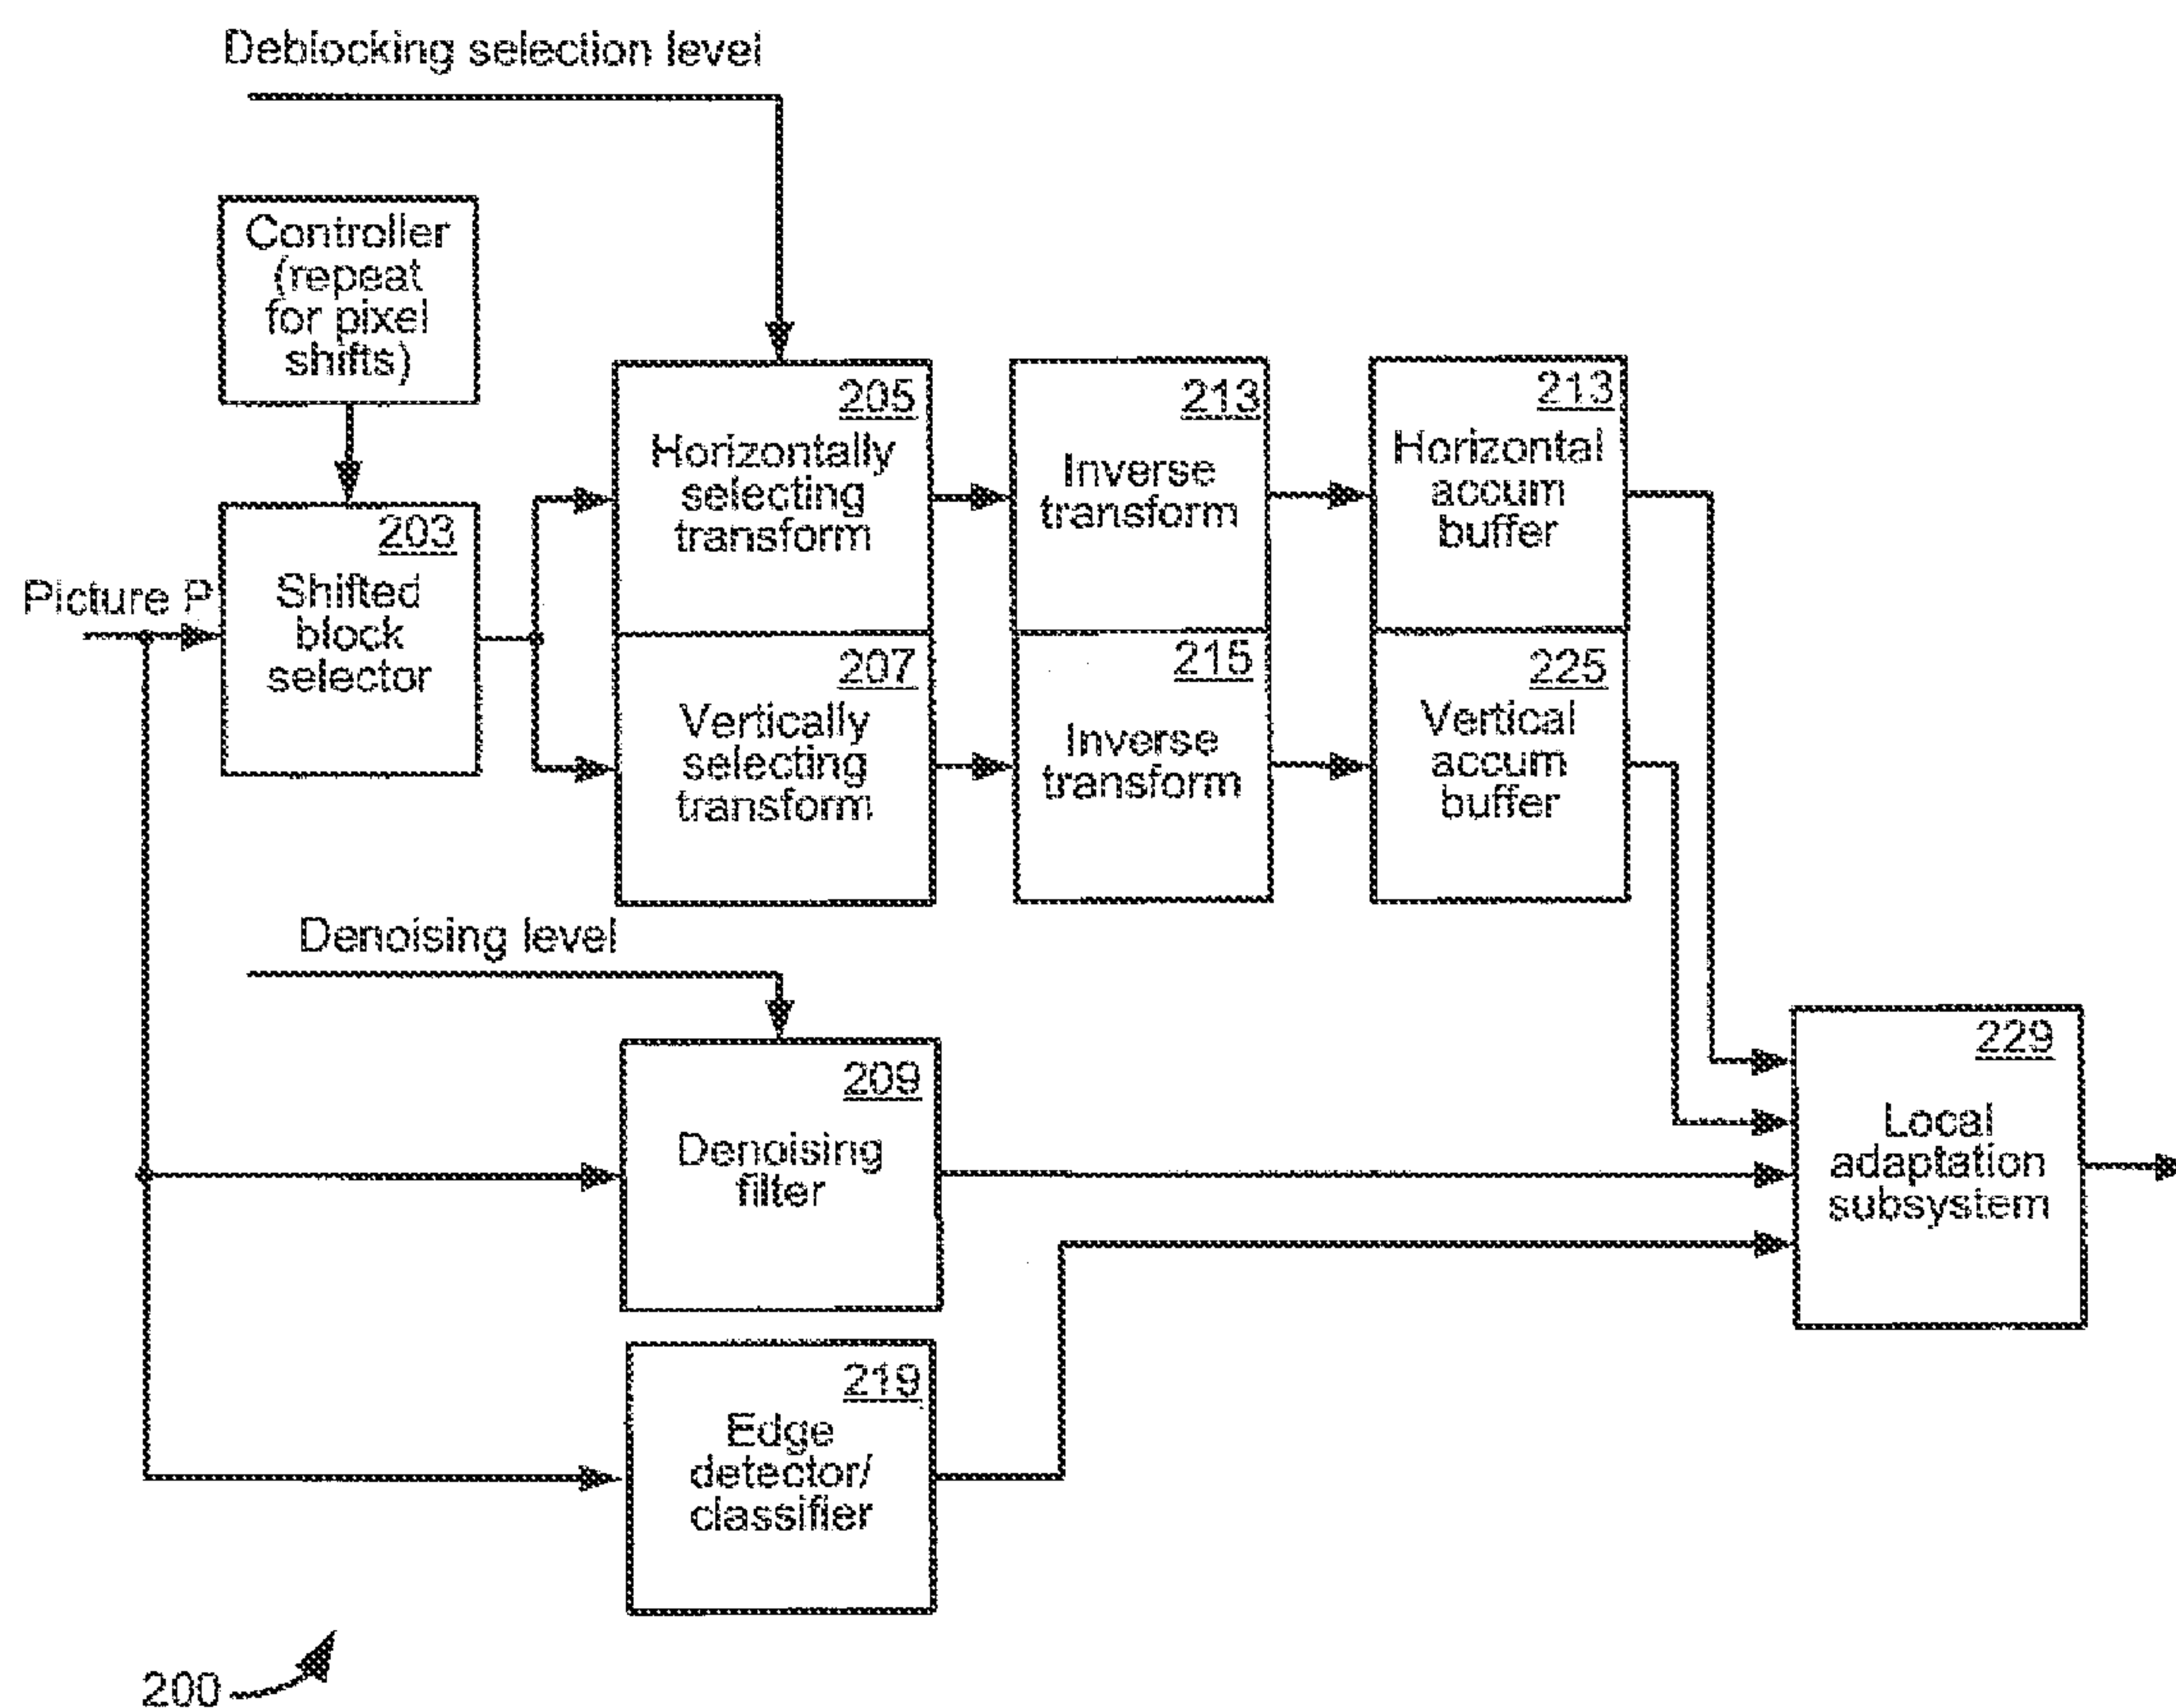 Deblocking selection level
Controller
(repeat
for pixel
shifts)
203
Shifted
block
selector
Picture P
205
Horizontally
selecting
transform
213
Inverse
transform
213
Horizontal
accum
buffer
207
Vertically
selecting
transform
215
Inverse
transform
225
Vertical
accum
buffer
Denoising level
209
Denoising
filter
229
Local
adaptation
subsystem
219
Edge
detector/
classifier
200